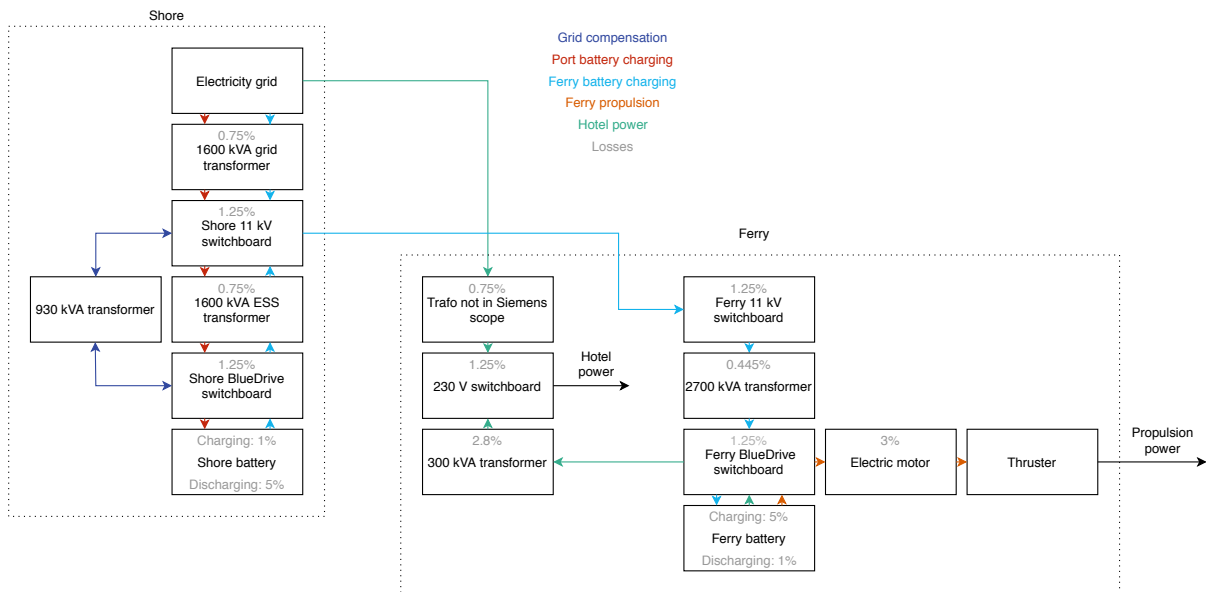 Shore
Grid compensation
Port battery charging
Ferry battery charging
Ferry propulsion
Hotel power
Losses
Electricity grid
0.75%
1600 kVA grid
transformer
1.25%
Shore 11 kV
switchboard
930 kVA transformer
0.75%
1600 kVA ESS
transformer
1.25%
Shore BlueDrive
switchboard
Charging: 1%
Shore battery
Discharging: 5%
Ferry
0.75%
Trafo not in Siemens
scope
1.25%
230 V switchboard
Hotel
power
2.8%
300 kVA transformer
1.25%
Ferry 11 kV
switchboard
0.445%
2700 kVA transformer
1.25%
Ferry BlueDrive
switchboard
3%
Electric motor
Thruster
Propulsion
power
Charging: 5%
Ferry battery
Discharging: 1%